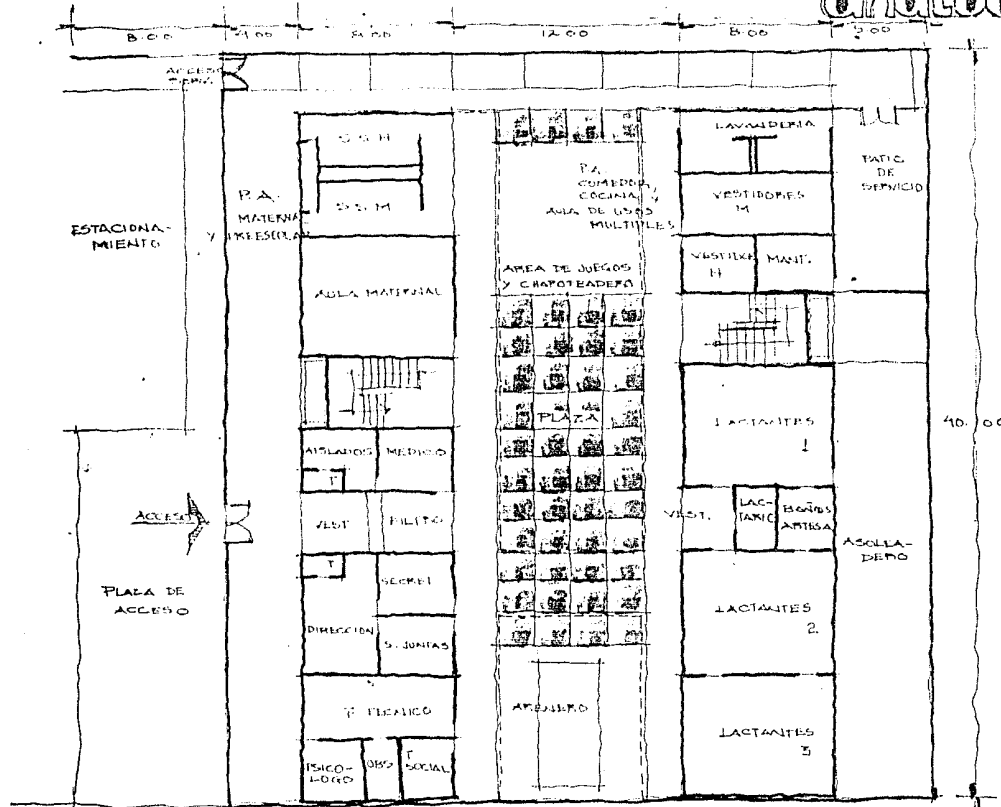 8.00 4.00 8.00 12.00 8.00 5.00
ACCESO
S.S.H
S.S.M
P.A.
MATERNAL
Y PREESCOLAR
ESTACIONA-
MIENTO
AULA MATERNAL
P.A.
COMEDOR,
COCINA Y
AULA DE USOS
MULTIPLES
AREA DE JUEGOS
Y CHAPOTEADERO
LAVANDERIA
VESTIDORES
M
VESTIDOR
H
MANT.
PATIO
DE
SERVICIO
PLAZA
40.00
LACTANTES
1
AISLADOS
MEDICO
T
ACCESO
VEST
FILTRO
VEST.
LAC-
TARIO
BAÑOS
ARTESA
ASOLEA-
DERO
PLAZA DE
ACCESO
T
SECRET
DIRECCION
S. JUNTAS
LACTANTES
2
T TECNICO
ARENERO
LACTANTES
3
PSICO-
LOGO
OBS
T
SOCIAL